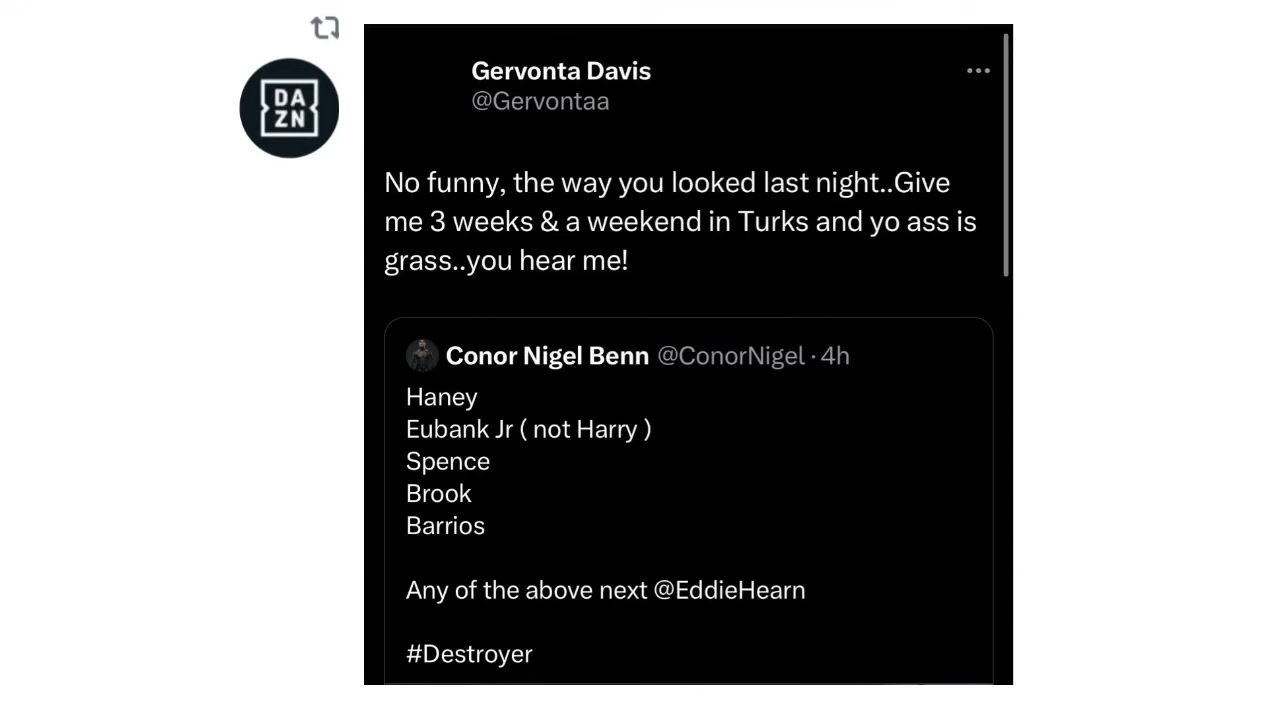 DA
ZN
Gervonta Davis
@Gervontaa
No funny, the way you looked last night..Give
me 3 weeks & a weekend in Turks and yo ass is
grass..you hear me!
Conor Nigel Benn @ConorNigel · 4h
Haney
Eubank Jr ( not Harry )
Spence
Brook
Barrios
Any of the above next @EddieHearn
#Destroyer